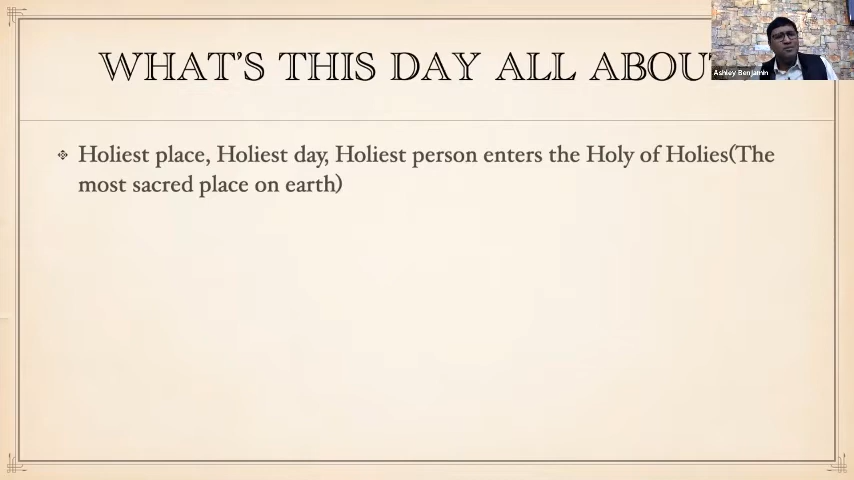 WHAT'S THIS DAY ALL ABOU
Ashley Benjamin
Holiest place, Holiest day, Holiest person enters the Holy of Holies(The
most sacred place on earth)